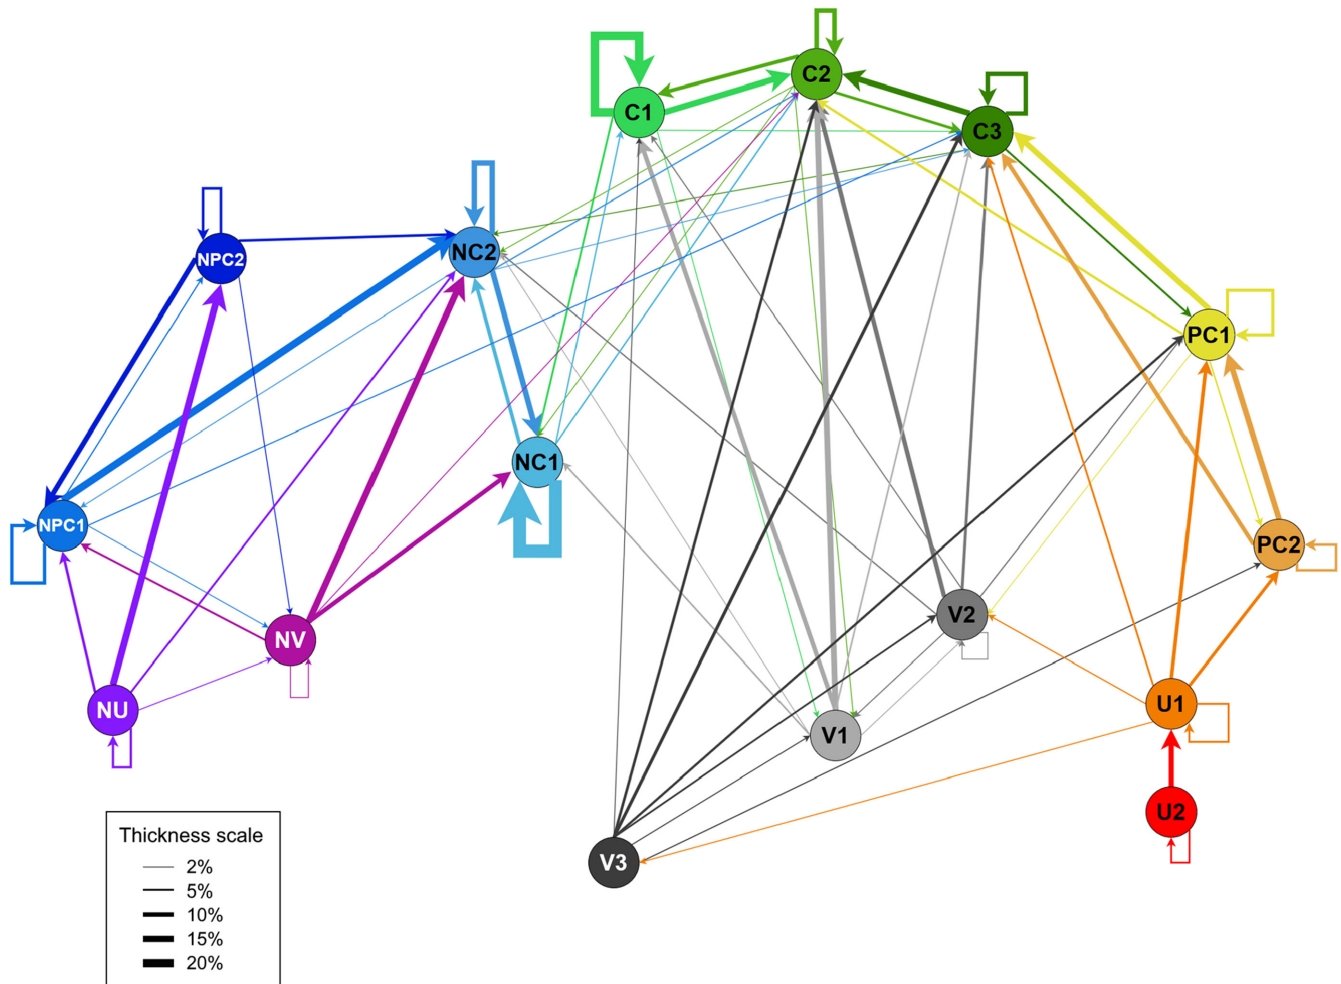 C2
C1
C3
NC2
NPC2
PC1
NC1
NPC1
PC2
V2
NV
U1
NU
V1
U2
V3
Thickness scale
2%
5%
10%
15%
20%